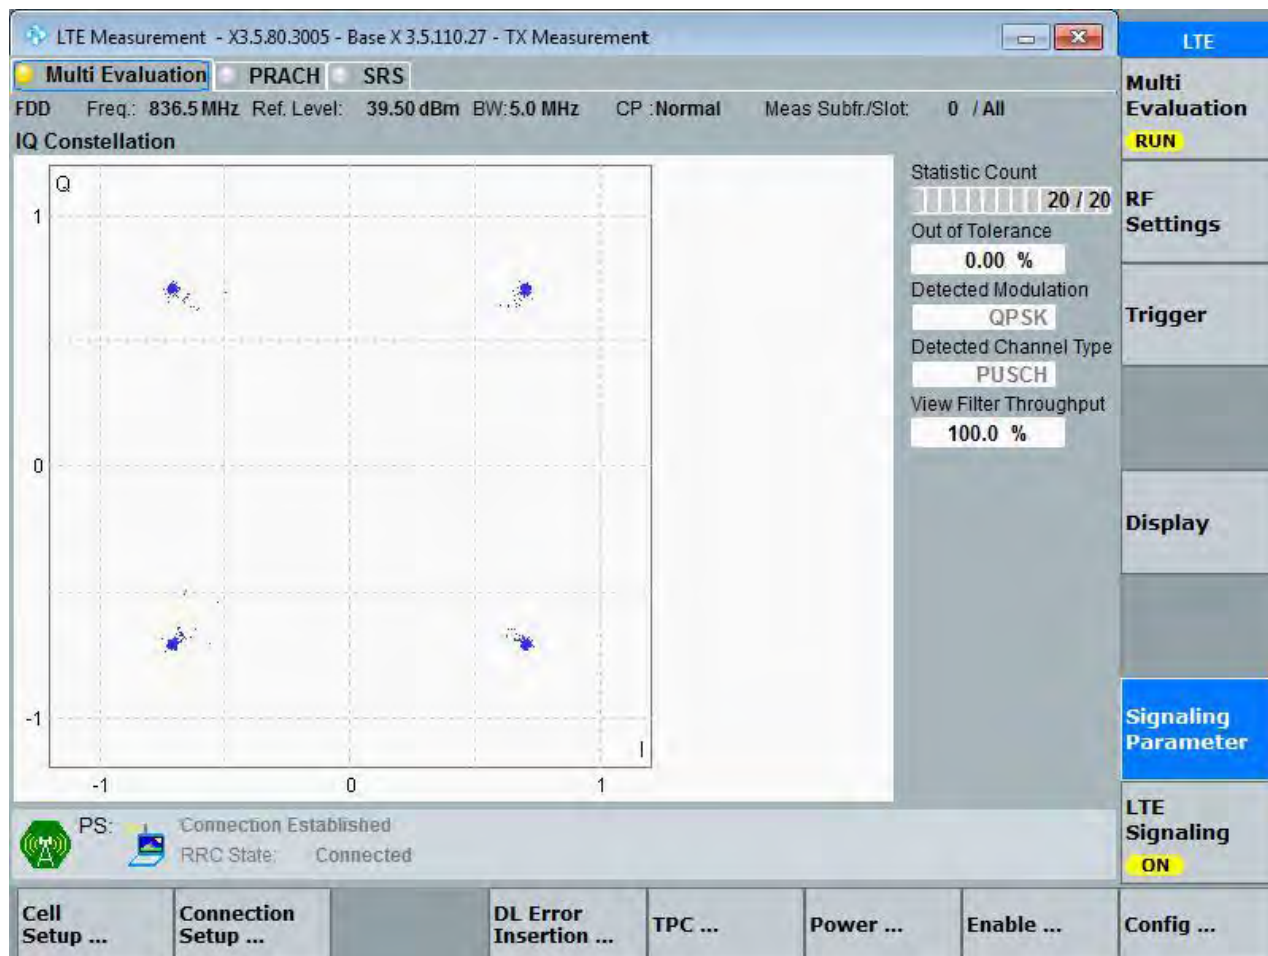 LTE Measurement - X3.5.80.3005 - Base X 3.5.110.27 - TX Measurement
LTE
Multi Evaluation PRACH SRS
FDD Freq.: 836.5 MHz Ref. Level: 39.50 dBm BW: 5.0 MHz CP : Normal Meas Subfr./Slot: 0 / All
IQ Constellation
Q
1
0
-1
I
-1 0 1
Statistic Count
20 / 20
Out of Tolerance
0.00 %
Detected Modulation
QPSK
Detected Channel Type
PUSCH
View Filter Throughput
100.0 %
Multi
Evaluation
RUN
RF
Settings
Trigger
Display
Signaling
Parameter
LTE
Signaling
ON
PS: Connection Established
RRC State: Connected
Cell
Setup ...
Connection
Setup ...
DL Error
Insertion ...
TPC ...
Power ...
Enable ...
Config ...